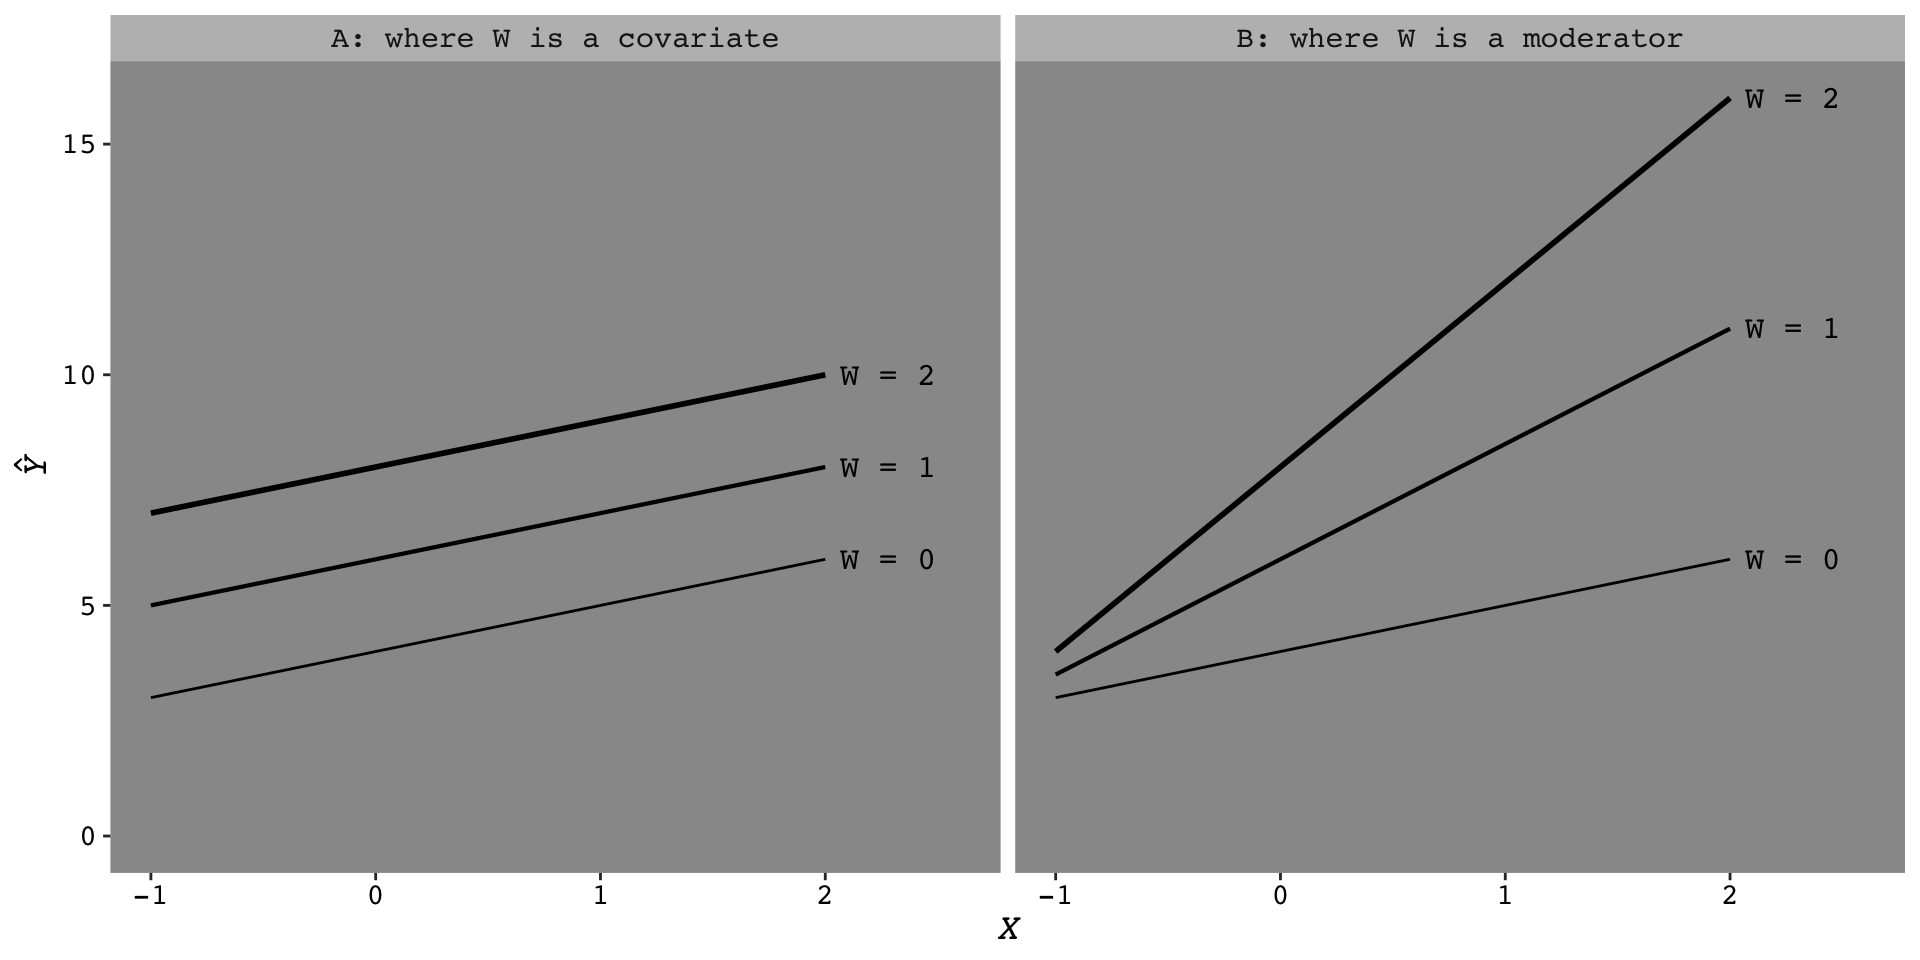 A: where W is a covariate
B: where W is a moderator
15
10
5
0
Ŷ
W = 2
W = 1
W = 0
W = 2
W = 1
W = 0
−1 0 1 2
−1 0 1 2
X